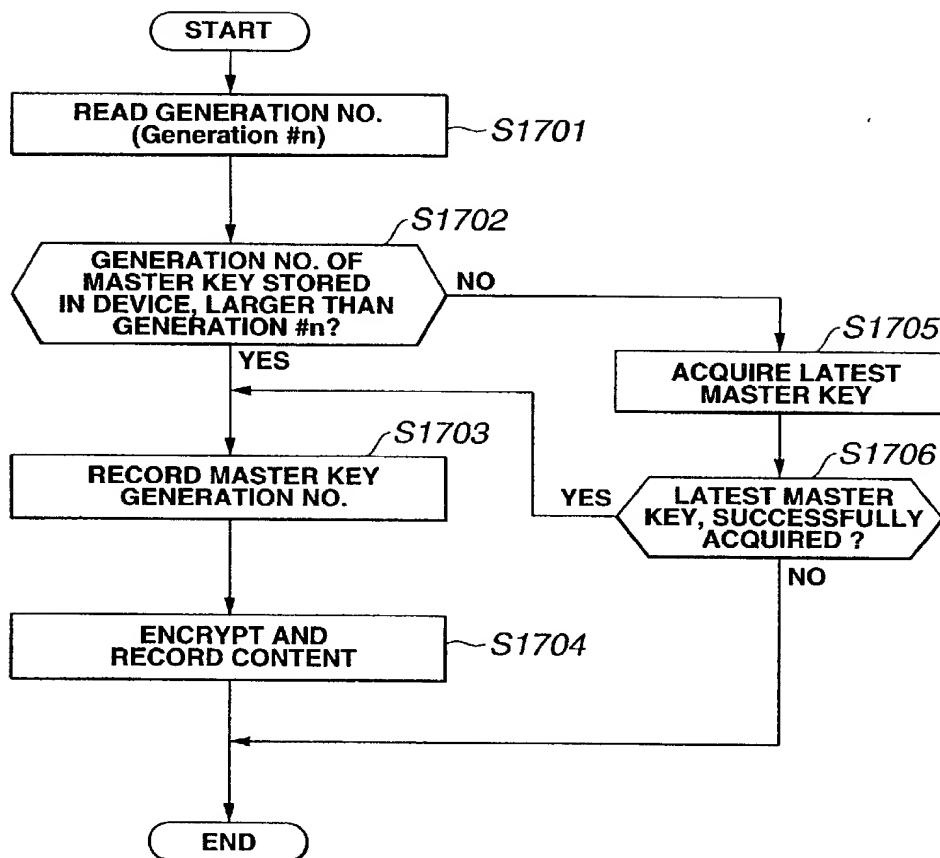 START
READ GENERATION NO.
(Generation #n)
S1701
S1702
GENERATION NO. OF
MASTER KEY STORED
IN DEVICE, LARGER THAN
GENERATION #n?
NO
YES
S1705
ACQUIRE LATEST
MASTER KEY
S1703
RECORD MASTER KEY
GENERATION NO.
S1706
YES
LATEST MASTER
KEY, SUCCESSFULLY
ACQUIRED ?
NO
ENCRYPT AND
RECORD CONTENT
S1704
END